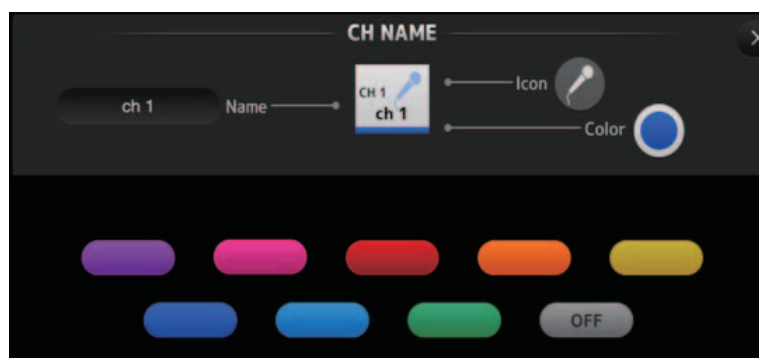 CH NAME
ch 1
Name
CH 1
ch 1
Icon
Color
OFF